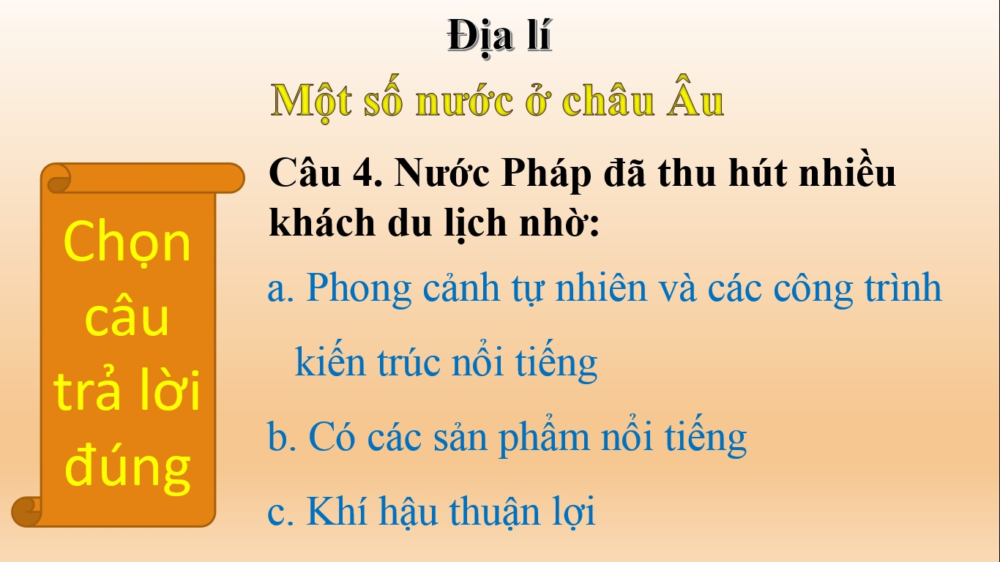 Địa lí
Một số nước ở châu Âu
Chọn
câu
trả lời
đúng
Câu 4. Nước Pháp đã thu hút nhiều
khách du lịch nhờ:
a. Phong cảnh tự nhiên và các công trình
kiến trúc nổi tiếng
b. Có các sản phẩm nổi tiếng
c. Khí hậu thuận lợi